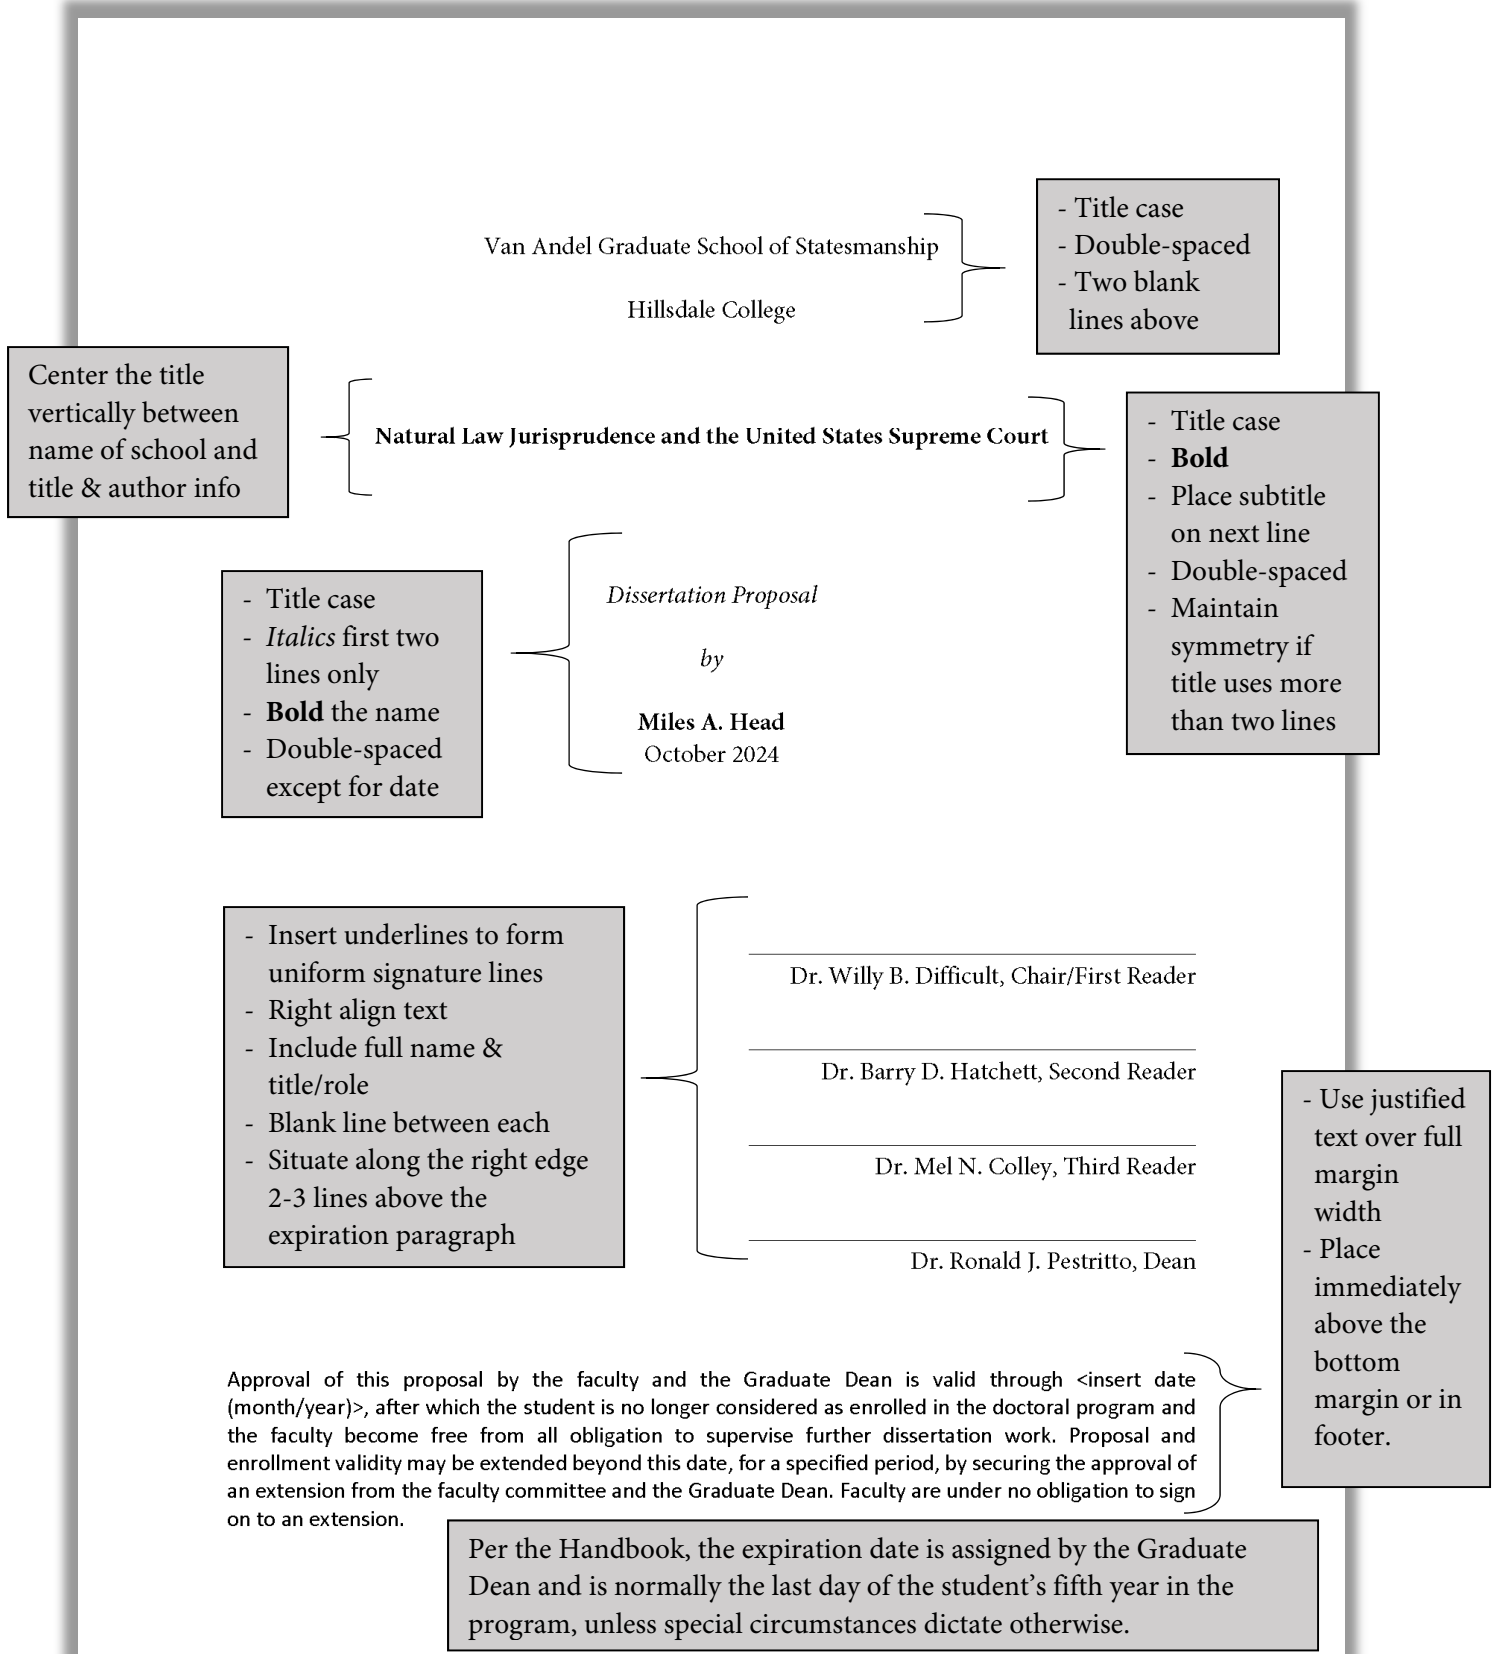 Van Andel Graduate School of Statesmanship
Hillsdale College
- Title case
- Double-spaced
- Two blank
lines above
Center the title
vertically between
name of school and
title & author info
Natural Law Jurisprudence and the United States Supreme Court
- Title case
- Bold
- Place subtitle
on next line
- Double-spaced
- Maintain
symmetry if
title uses more
than two lines
- Title case
- Italics first two
lines only
- Bold the name
- Double-spaced
except for date
Dissertation Proposal
by
Miles A. Head
October 2024
- Insert underlines to form
uniform signature lines
- Right align text
- Include full name &
title/role
- Blank line between each
- Situate along the right edge
2-3 lines above the
expiration paragraph
Dr. Willy B. Difficult, Chair/First Reader
Dr. Barry D. Hatchett, Second Reader
Dr. Mel N. Colley, Third Reader
Dr. Ronald J. Pestritto, Dean
- Use justified
text over full
margin
width
- Place
immediately
above the
bottom
margin or in
footer.
Approval of this proposal by the faculty and the Graduate Dean is valid through <insert date
(month/year)>, after which the student is no longer considered as enrolled in the doctoral program and
the faculty become free from all obligation to supervise further dissertation work. Proposal and
enrollment validity may be extended beyond this date, for a specified period, by securing the approval of
an extension from the faculty committee and the Graduate Dean. Faculty are under no obligation to sign
on to an extension.
Per the Handbook, the expiration date is assigned by the Graduate
Dean and is normally the last day of the student's fifth year in the
program, unless special circumstances dictate otherwise.